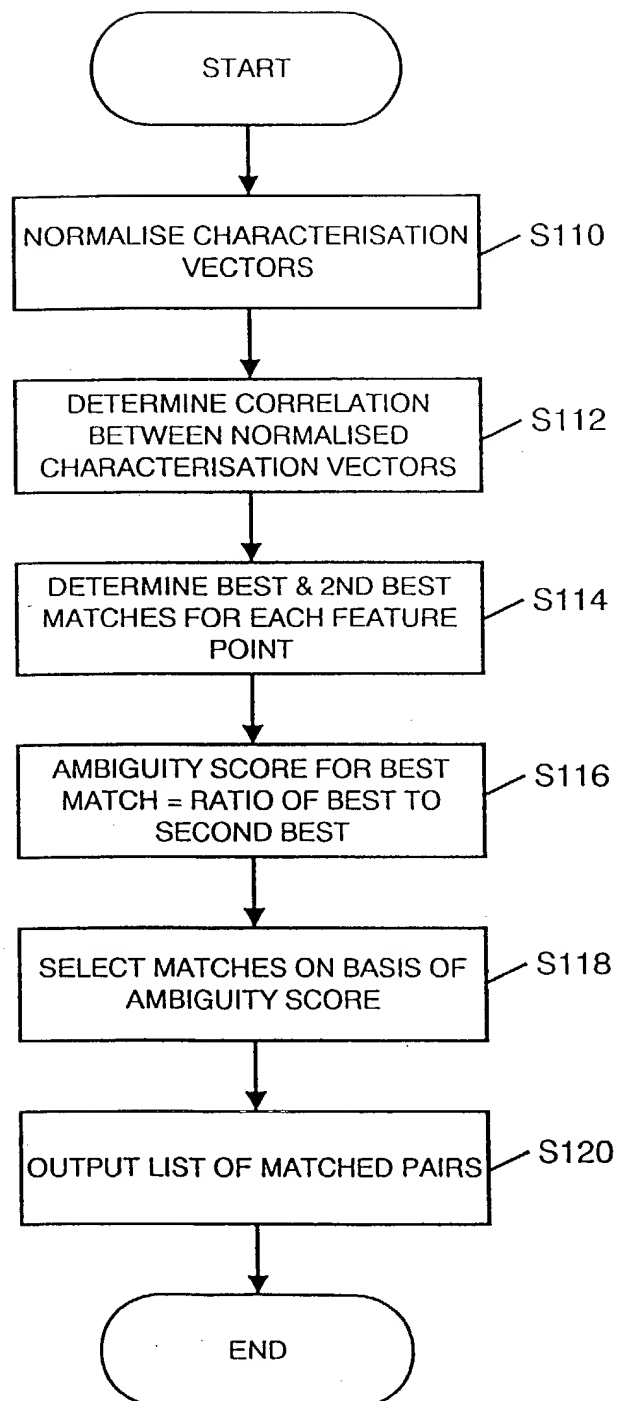 START
NORMALISE CHARACTERISATION
VECTORS
S110
DETERMINE CORRELATION
BETWEEN NORMALISED
CHARACTERISATION VECTORS
S112
DETERMINE BEST & 2ND BEST
MATCHES FOR EACH FEATURE
POINT
S114
AMBIGUITY SCORE FOR BEST
MATCH = RATIO OF BEST TO
SECOND BEST
S116
SELECT MATCHES ON BASIS OF
AMBIGUITY SCORE
S118
OUTPUT LIST OF MATCHED PAIRS
S120
END